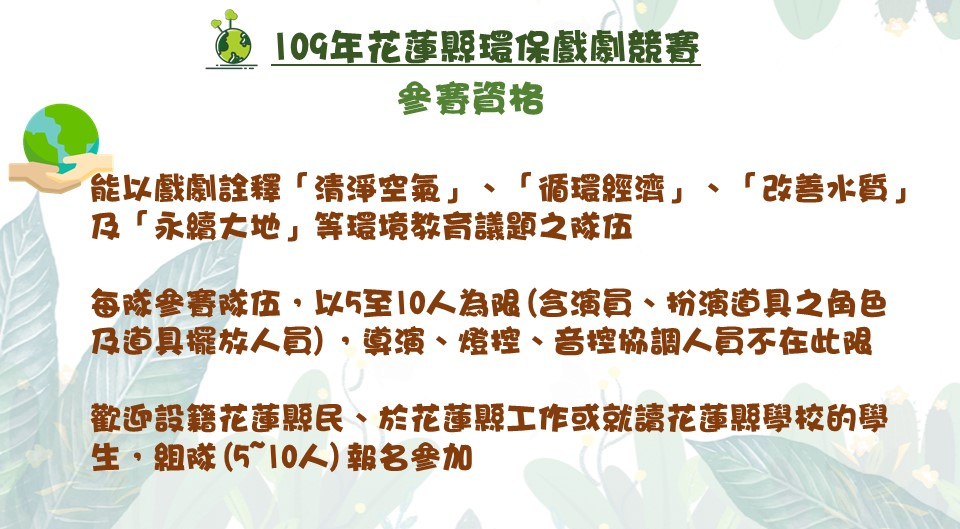 109年花蓮縣環保戲劇競賽
參賽資格
能以戲劇詮釋「清淨空氣」、「循環經濟」、「改善水質」
及「永續大地」等環境教育議題之隊伍
每隊參賽隊伍，以5至10人為限(含演員、扮演道具之角色
及道具擺放人員)，導演、燈控、音控協調人員不在此限
歡迎設籍花蓮縣民、於花蓮縣工作或就讀花蓮縣學校的學
生，組隊(5~10人)報名參加